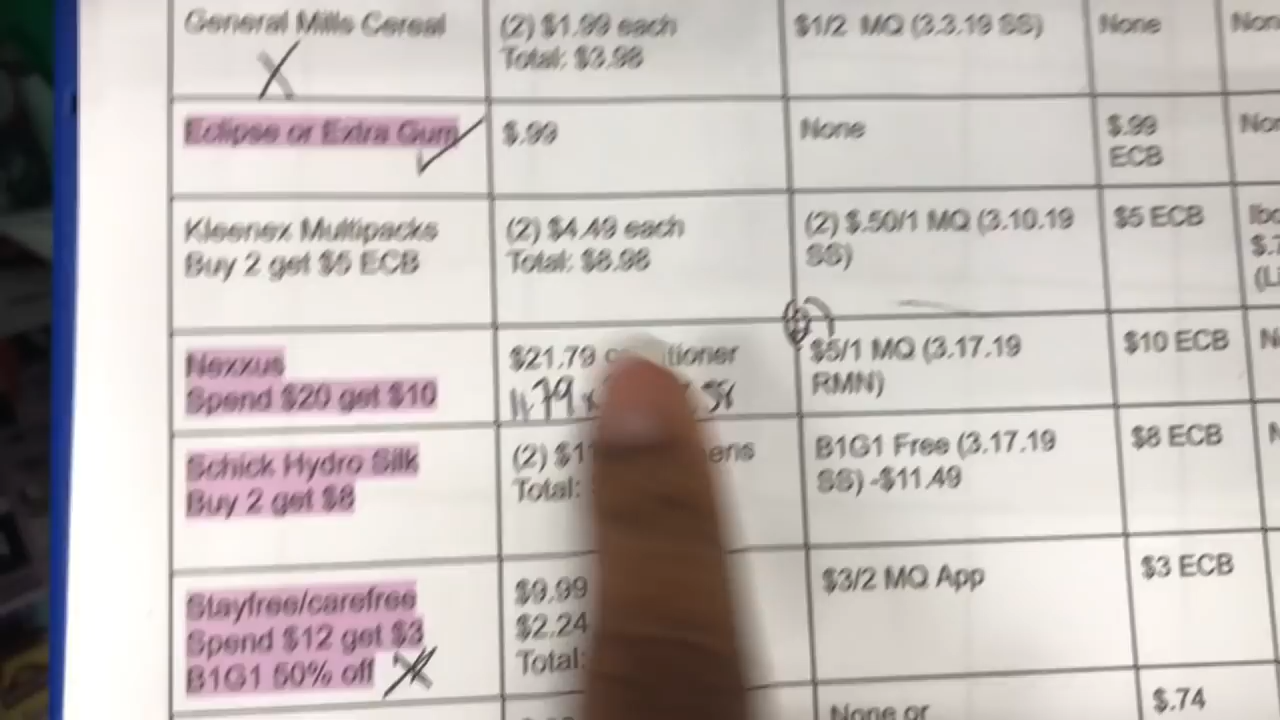 General Mills Cereal
(2) $1.99 each
Total: $3.98
$1/2 MQ (3.3.19 SS)
None
Eclipse or Extra Gum
$.99
None
$.99
ECB
Kleenex Multipacks
Buy 2 get $5 ECB
(2) $4.49 each
Total: $8.98
(2) $.50/1 MQ (3.10.19
SS)
$5 ECB
Nexxus
Spend $20 get $10
$21.79
$5/1 MQ (3.17.19
RMN)
$10 ECB
Schick Hydro Silk
Buy 2 get $8
(2)
Total:
B1G1 Free (3.17.19
SS) -$11.49
$8 ECB
Stayfree/carefree
Spend $12 get $3
B1G1 50% off
$9.99
$2.24
Total:
$3/2 MQ App
$3 ECB
None or
$.74